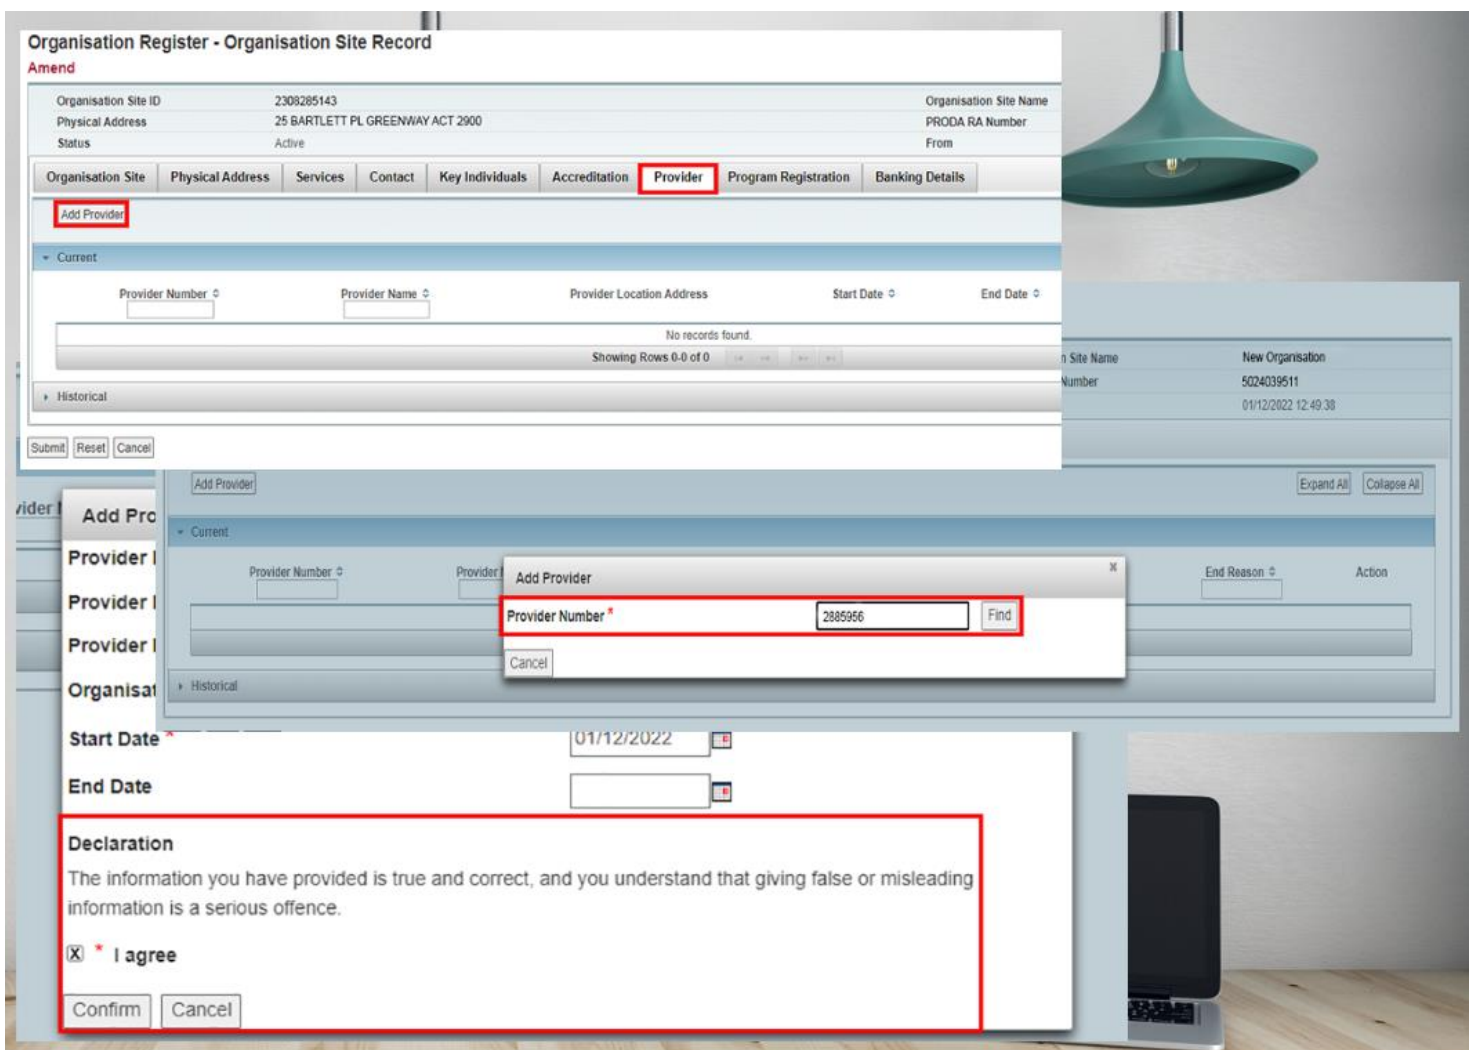 Organisation Register - Organisation Site Record
Amend
Organisation Site ID 2308285143 Organisation Site Name
Physical Address 25 BARTLETT PL GREENWAY ACT 2900 PRODA RA Number
Status Active From
Organisation Site Physical Address Services Contact Key Individuals Accreditation Provider Program Registration Banking Details
Add Provider
Current
Provider Number Provider Name Provider Location Address Start Date End Date
No records found.
Showing Rows 0-0 of 0
Historical
Submit Reset Cancel
Site Name New Organisation
Number 5024039511
01/12/2022 12:49:38
Add Provider Expand All Collapse All
Current
Provider Number Provider End Reason Action
Add Provider x
Provider Number * 2885956 Find
Cancel
Historical
Add Pro
Provider
Provider
Provider
Organisat
Start Date * 01/12/2022
End Date
Declaration
The information you have provided is true and correct, and you understand that giving false or misleading
information is a serious offence.
X * I agree
Confirm Cancel